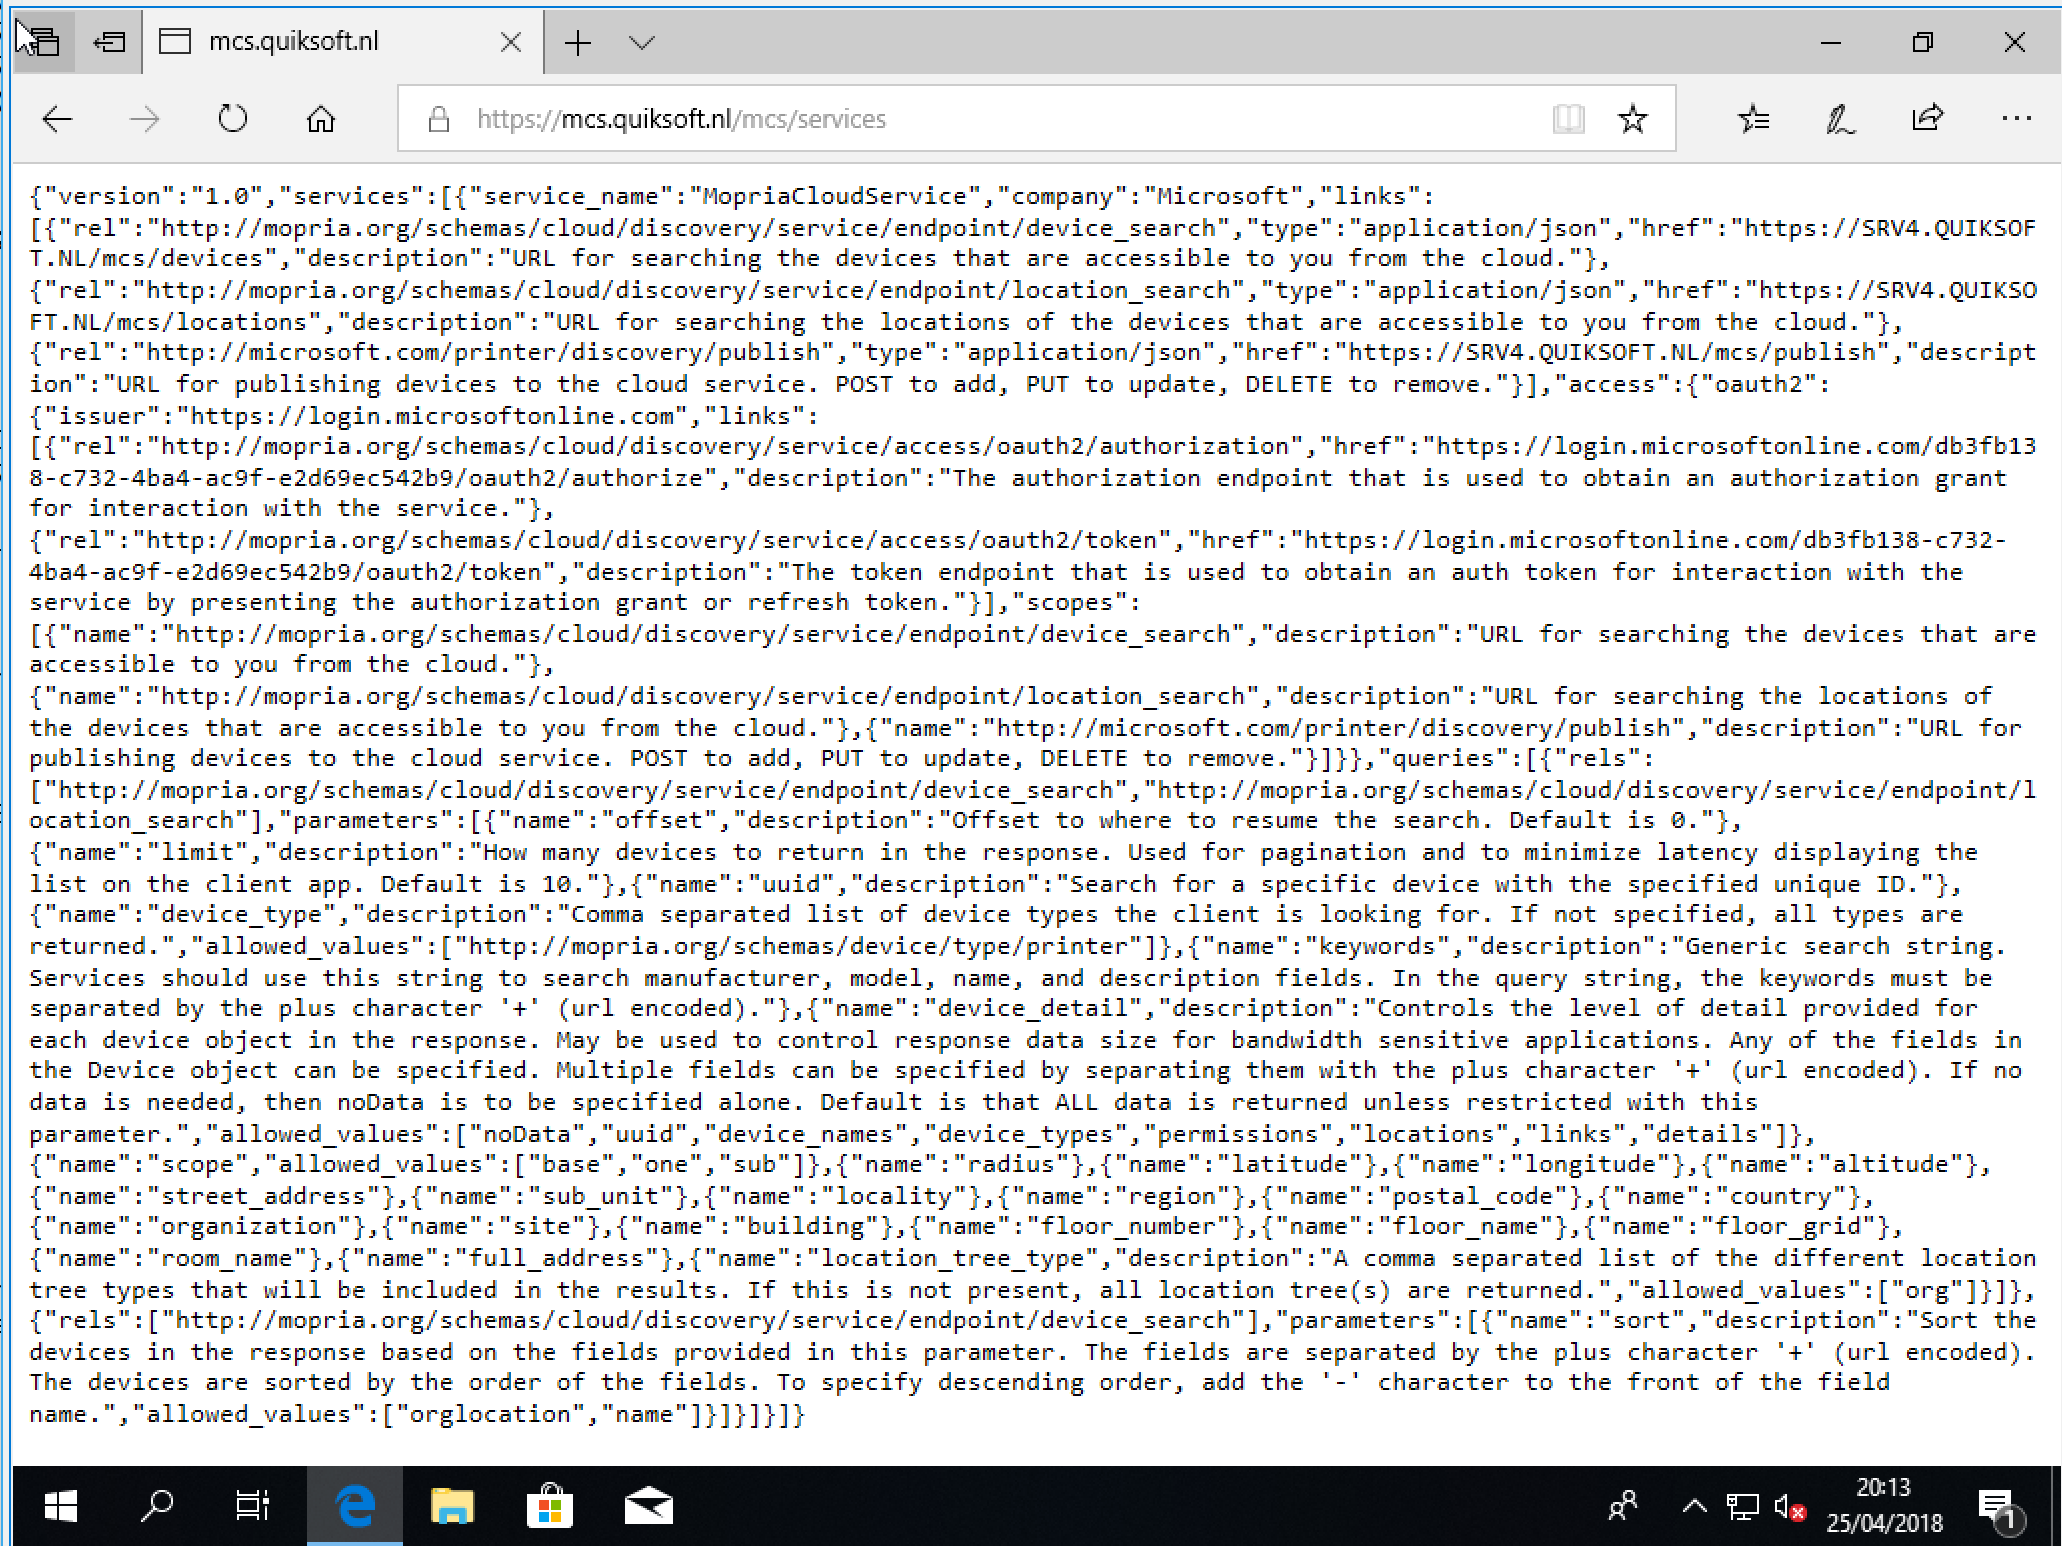 mcs.quiksoft.nl
https://mcs.quiksoft.nl/mcs/services
{"version":"1.0","services":[{"service_name":"MopriaCloudService","company":"Microsoft","links":
[{"rel":"http://mopria.org/schemas/cloud/discovery/service/endpoint/device_search","type":"application/json","href":"https://SRV4.QUIKSOF
T.NL/mcs/devices","description":"URL for searching the devices that are accessible to you from the cloud."},
{"rel":"http://mopria.org/schemas/cloud/discovery/service/endpoint/location_search","type":"application/json","href":"https://SRV4.QUIKSO
FT.NL/mcs/locations","description":"URL for searching the locations of the devices that are accessible to you from the cloud."},
{"rel":"http://microsoft.com/printer/discovery/publish","type":"application/json","href":"https://SRV4.QUIKSOFT.NL/mcs/publish","descript
ion":"URL for publishing devices to the cloud service. POST to add, PUT to update, DELETE to remove."}],"access":{"oauth2":
{"issuer":"https://login.microsoftonline.com","links":
[{"rel":"http://mopria.org/schemas/cloud/discovery/service/access/oauth2/authorization","href":"https://login.microsoftonline.com/db3fb13
8-c732-4ba4-ac9f-e2d69ec542b9/oauth2/authorize","description":"The authorization endpoint that is used to obtain an authorization grant
for interaction with the service."},
{"rel":"http://mopria.org/schemas/cloud/discovery/service/access/oauth2/token","href":"https://login.microsoftonline.com/db3fb138-c732-
4ba4-ac9f-e2d69ec542b9/oauth2/token","description":"The token endpoint that is used to obtain an auth token for interaction with the
service by presenting the authorization grant or refresh token."}],"scopes":
[{"name":"http://mopria.org/schemas/cloud/discovery/service/endpoint/device_search","description":"URL for searching the devices that are
accessible to you from the cloud."},
{"name":"http://mopria.org/schemas/cloud/discovery/service/endpoint/location_search","description":"URL for searching the locations of
the devices that are accessible to you from the cloud."},{"name":"http://microsoft.com/printer/discovery/publish","description":"URL for
publishing devices to the cloud service. POST to add, PUT to update, DELETE to remove."}]}},"queries":[{"rels":
["http://mopria.org/schemas/cloud/discovery/service/endpoint/device_search","http://mopria.org/schemas/cloud/discovery/service/endpoint/l
ocation_search"],"parameters":[{"name":"offset","description":"Offset to where to resume the search. Default is 0."},
{"name":"limit","description":"How many devices to return in the response. Used for pagination and to minimize latency displaying the
list on the client app. Default is 10."},{"name":"uuid","description":"Search for a specific device with the specified unique ID."},
{"name":"device_type","description":"Comma separated list of device types the client is looking for. If not specified, all types are
returned.","allowed_values":["http://mopria.org/schemas/device/type/printer"]},{"name":"keywords","description":"Generic search string.
Services should use this string to search manufacturer, model, name, and description fields. In the query string, the keywords must be
separated by the plus character '+' (url encoded)."},{"name":"device_detail","description":"Controls the level of detail provided for
each device object in the response. May be used to control response data size for bandwidth sensitive applications. Any of the fields in
the Device object can be specified. Multiple fields can be specified by separating them with the plus character '+' (url encoded). If no
data is needed, then noData is to be specified alone. Default is that ALL data is returned unless restricted with this
parameter.","allowed_values":["noData","uuid","device_names","device_types","permissions","locations","links","details"]},
{"name":"scope","allowed_values":["base","one","sub"]},{"name":"radius"},{"name":"latitude"},{"name":"longitude"},{"name":"altitude"},
{"name":"street_address"},{"name":"sub_unit"},{"name":"locality"},{"name":"region"},{"name":"postal_code"},{"name":"country"},
{"name":"organization"},{"name":"site"},{"name":"building"},{"name":"floor_number"},{"name":"floor_name"},{"name":"floor_grid"},
{"name":"room_name"},{"name":"full_address"},{"name":"location_tree_type","description":"A comma separated list of the different location
tree types that will be included in the results. If this is not present, all location tree(s) are returned.","allowed_values":["org"]}]},
{"rels":["http://mopria.org/schemas/cloud/discovery/service/endpoint/device_search"],"parameters":[{"name":"sort","description":"Sort the
devices in the response based on the fields provided in this parameter. The fields are separated by the plus character '+' (url encoded).
The devices are sorted by the order of the fields. To specify descending order, add the '-' character to the front of the field
name.","allowed_values":["orglocation","name"]}]}]}]}
20:13
25/04/2018
1